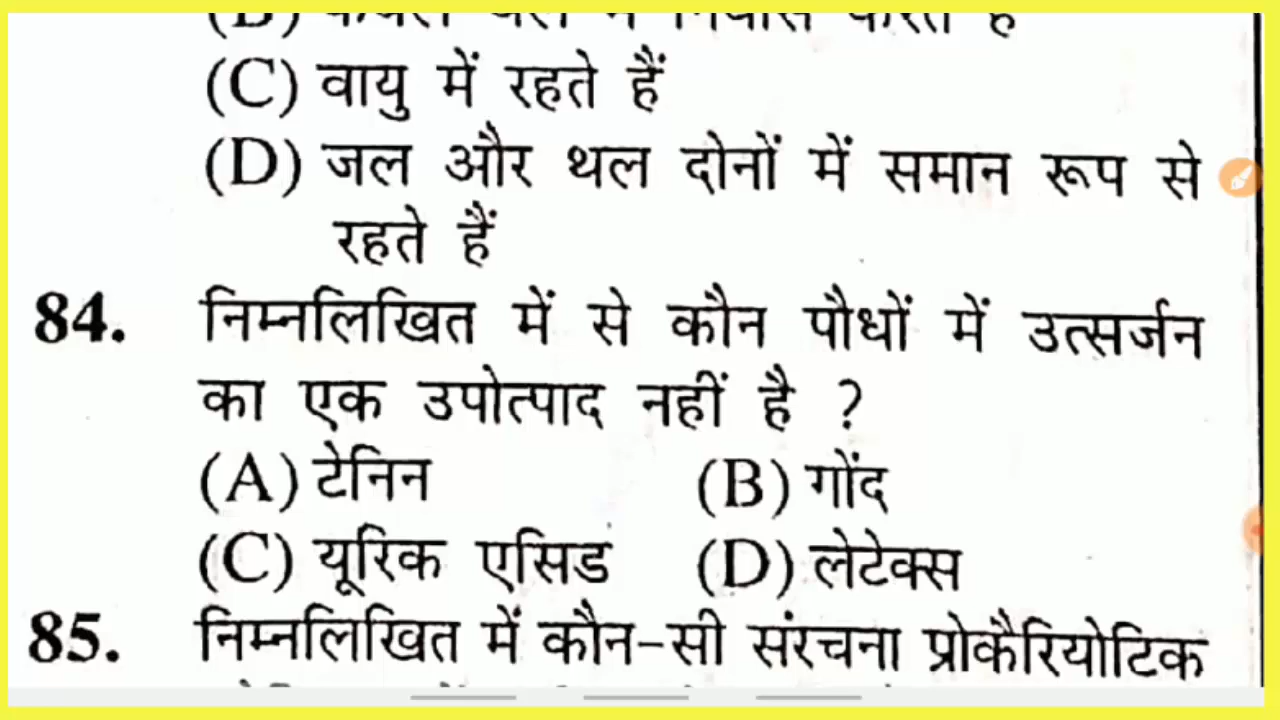 (C) वायु में रहते हैं
(D) जल और थल दोनों में समान रूप से
रहते हैं
84. निम्नलिखित में से कौन पौधों में उत्सर्जन
का एक उपोत्पाद नहीं है ?
(A) टेनिन (B) गोंद
(C) यूरिक एसिड (D) लेटेक्स
85. निम्नलिखित में कौन-सी संरचना प्रोकैरियोटिक